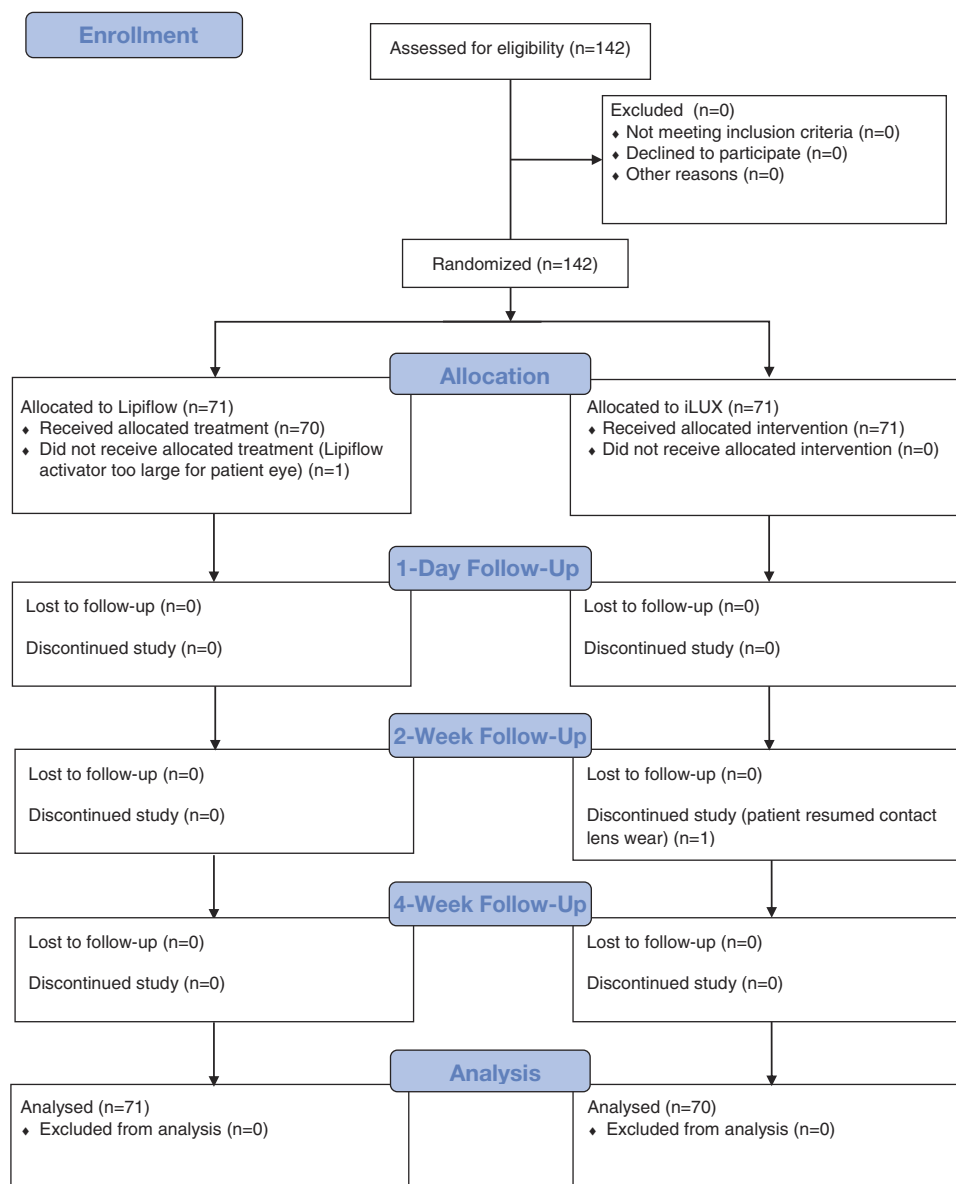 Enrollment
Assessed for eligibility (n=142)
Excluded (n=0)
♦ Not meeting inclusion criteria (n=0)
♦ Declined to participate (n=0)
♦ Other reasons (n=0)
Randomized (n=142)
Allocation
Allocated to Lipiflow (n=71)
♦ Received allocated treatment (n=70)
♦ Did not receive allocated treatment (Lipiflow
activator too large for patient eye) (n=1)
Allocated to iLUX (n=71)
♦ Received allocated intervention (n=71)
♦ Did not receive allocated intervention (n=0)
1-Day Follow-Up
Lost to follow-up (n=0)
Discontinued study (n=0)
Lost to follow-up (n=0)
Discontinued study (n=0)
2-Week Follow-Up
Lost to follow-up (n=0)
Discontinued study (n=0)
Lost to follow-up (n=0)
Discontinued study (patient resumed contact
lens wear) (n=1)
4-Week Follow-Up
Lost to follow-up (n=0)
Discontinued study (n=0)
Lost to follow-up (n=0)
Discontinued study (n=0)
Analysis
Analysed (n=71)
♦ Excluded from analysis (n=0)
Analysed (n=70)
♦ Excluded from analysis (n=0)